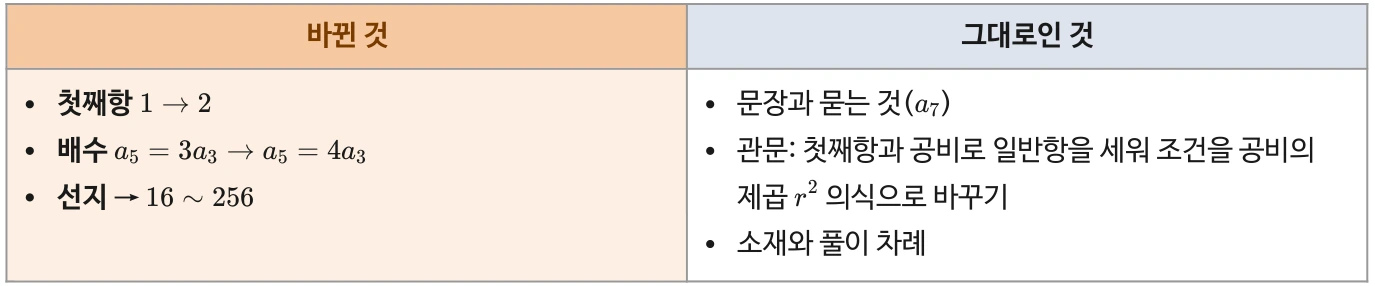 바뀐 것
그대로인 것
• 첫째항 1 → 2
• 배수 a₅ = 3a₃ → a₅ = 4a₃
• 선지 → 16 ~ 256
• 문장과 묻는 것(a₇)
• 관문: 첫째항과 공비로 일반항을 세워 조건을 공비의
제곱 r² 의식으로 바꾸기
• 소재와 풀이 차례